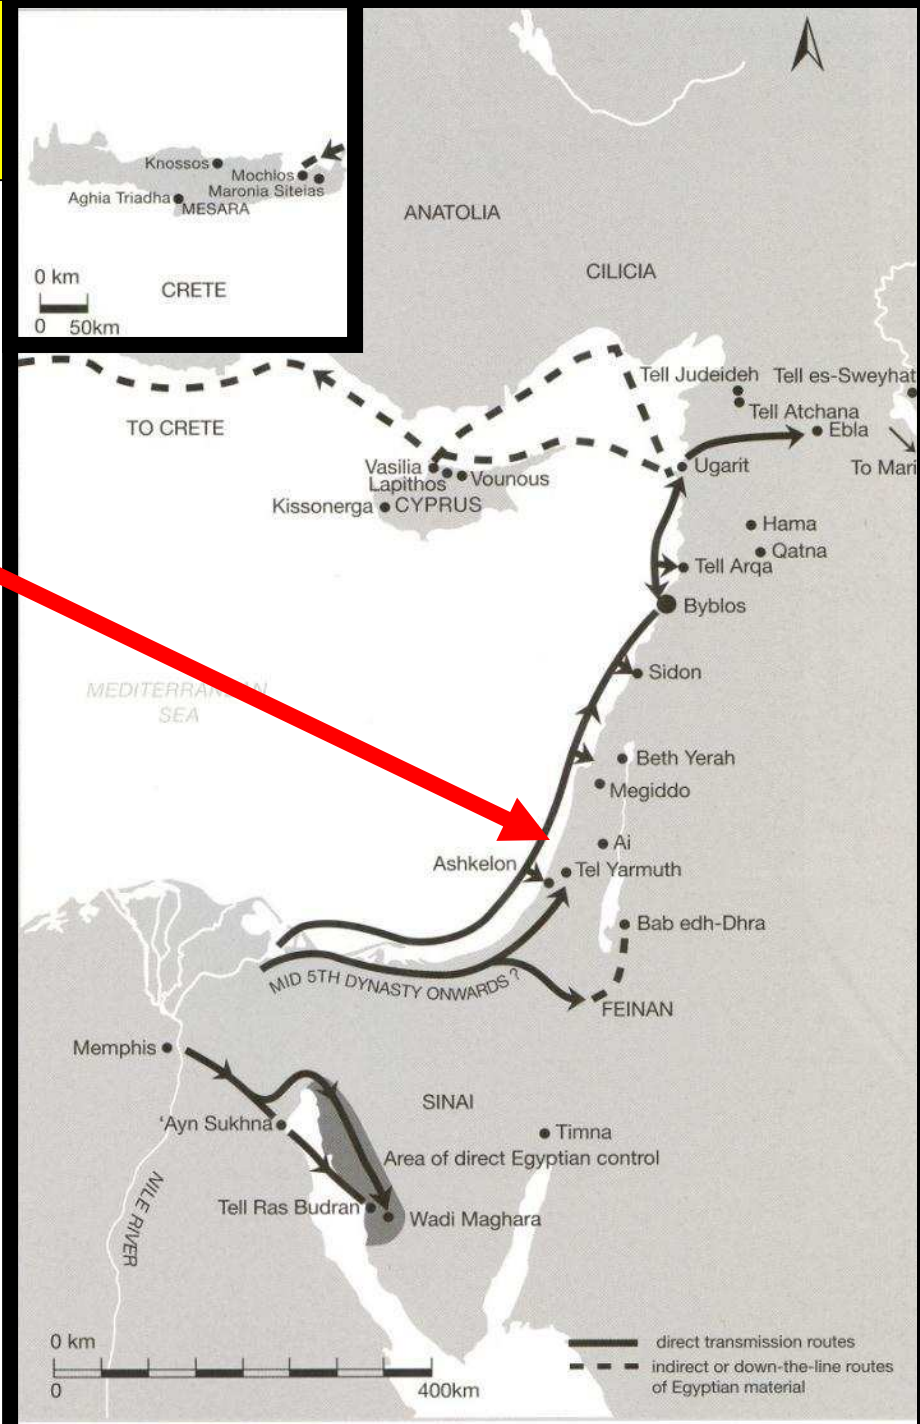 Knossos
Mochlos
Maronia Siteias
Aghia Triadha
MESARA
0 km
CRETE
0 50km
ANATOLIA
CILICIA
Tell Judeideh
Tell es-Sweyhat
Tell Atchana
Ebla
TO CRETE
Vasilia
Lapithos
Vounous
Ugarit
To Mari
Kissonerga
CYPRUS
Hama
Qatna
Tell Arqa
Byblos
Sidon
MEDITERRANEAN
SEA
Beth Yerah
Megiddo
Ai
Ashkelon
Tel Yarmuth
Bab edh-Dhra
MID 5TH DYNASTY ONWARDS ?
FEINAN
Memphis
SINAI
'Ayn Sukhna
Timna
Area of direct Egyptian control
Tell Ras Budran
Wadi Maghara
NILE RIVER
0 km
0 400km
direct transmission routes
indirect or down-the-line routes
of Egyptian material